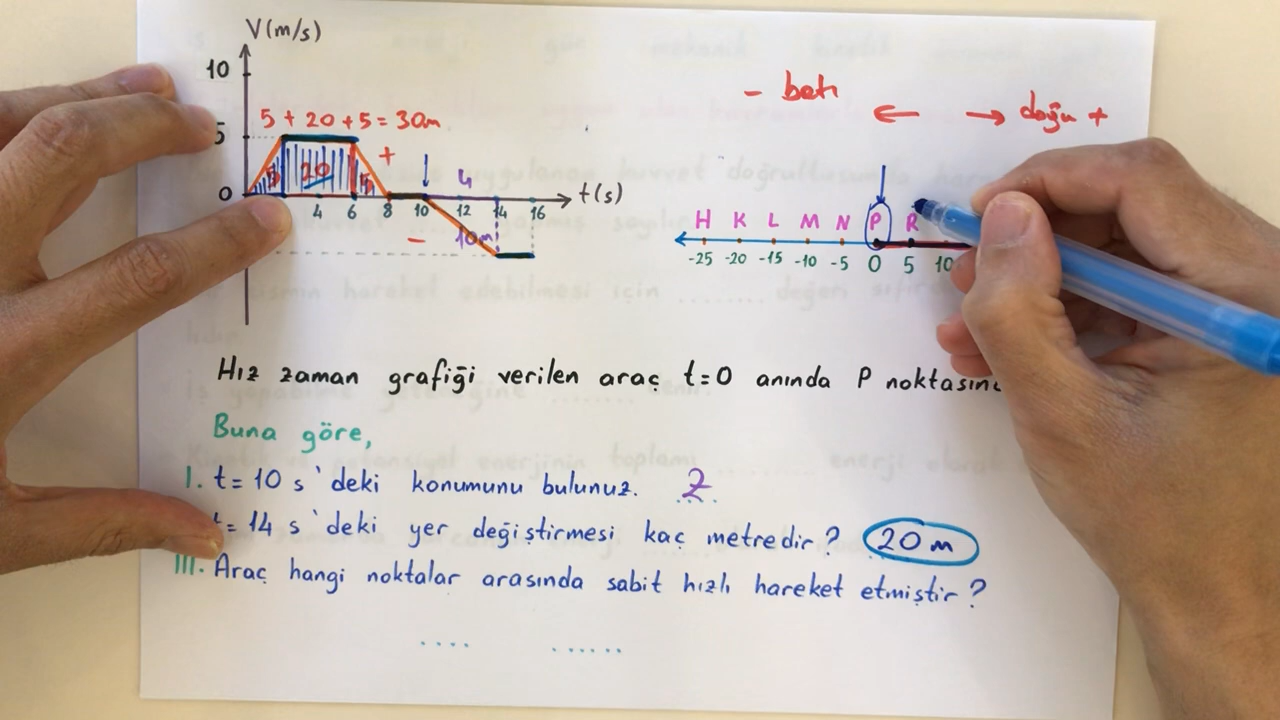 V(m/s)
10
5 + 20 + 5 = 30m
5
5 20 5 + 4
0 4 6 8 10 12 14 16 t(s)
- 10m
- batı
← → doğu +
H K L M N P R
-25 -20 -15 -10 -5 0 5 10
Hız zaman grafiği verilen araç t=0 anında P
Buna göre,
I. t= 10 s'deki konumunu bulunuz. Z
t= 14 s'deki yer değiştirmesi kaç metredir? 20 m
III. Araç hangi noktalar arasında sabit hızlı hareket etmiştir?
.... ......